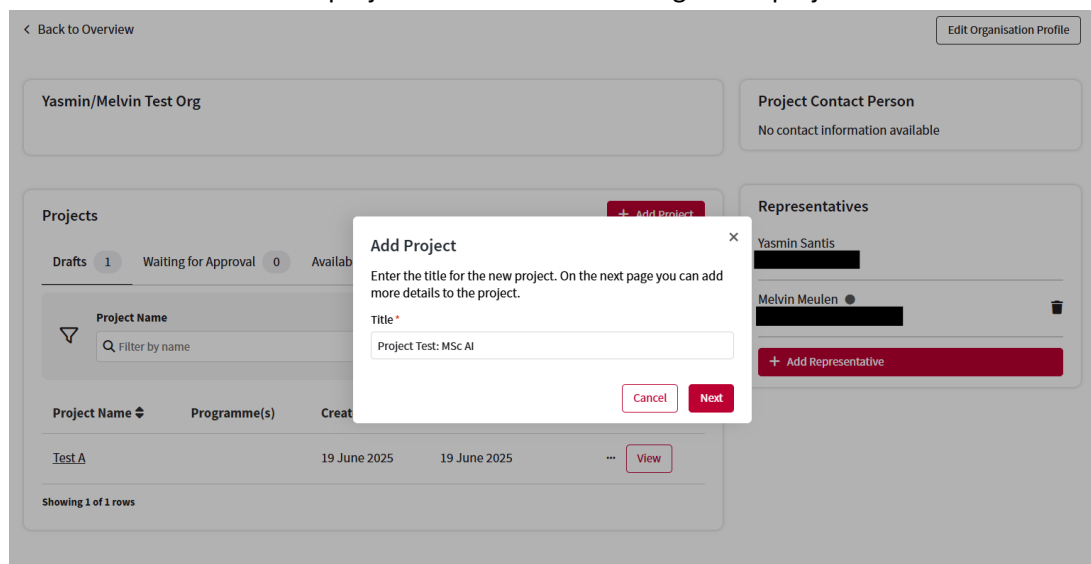 Back to Overview
Edit Organisation Profile
Yasmin/Melvin Test Org
Project Contact Person
No contact information available
Projects
+ Add Project
Representatives
Drafts 1 Waiting for Approval 0 Availab
Yasmin Santis
Melvin Meulen
+ Add Representative
Project Name
Filter by name
Add Project
Enter the title for the new project. On the next page you can add
more details to the project.
Title *
Project Test: MSc AI
Cancel Next
Project Name Programme(s) Creat
Test A 19 June 2025 19 June 2025 ... View
Showing 1 of 1 rows